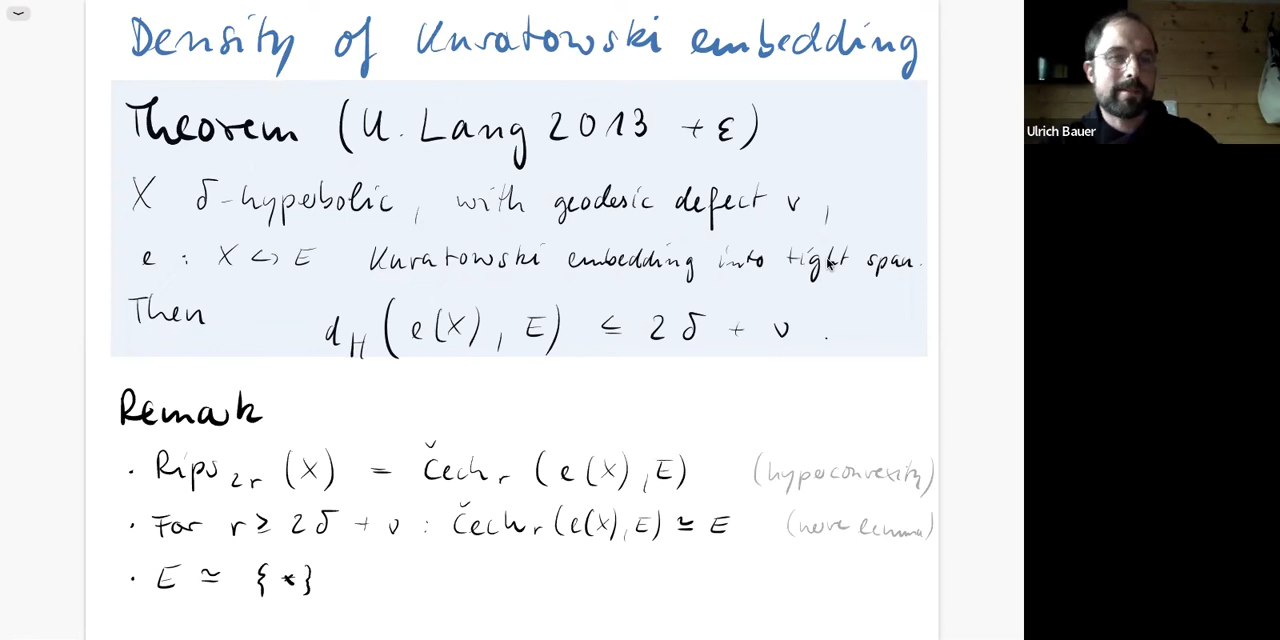 Density of Kuratowski embedding
Theorem (U. Lang 2013 + ε)
X δ-hypebolic, with geodesic defect ν,
e : X ↪ E Kuratowski embedding into tight span.
Then d_H (e(X), E) ≤ 2δ + ν.
Remark
· Rips_2r (X) = Čech_r (e(X), E) (hyperconvexity)
· For r ≥ 2δ + ν : Čech_r (e(X), E) ≃ E (nerve lemma)
· E ≃ {*}
Ulrich Bauer